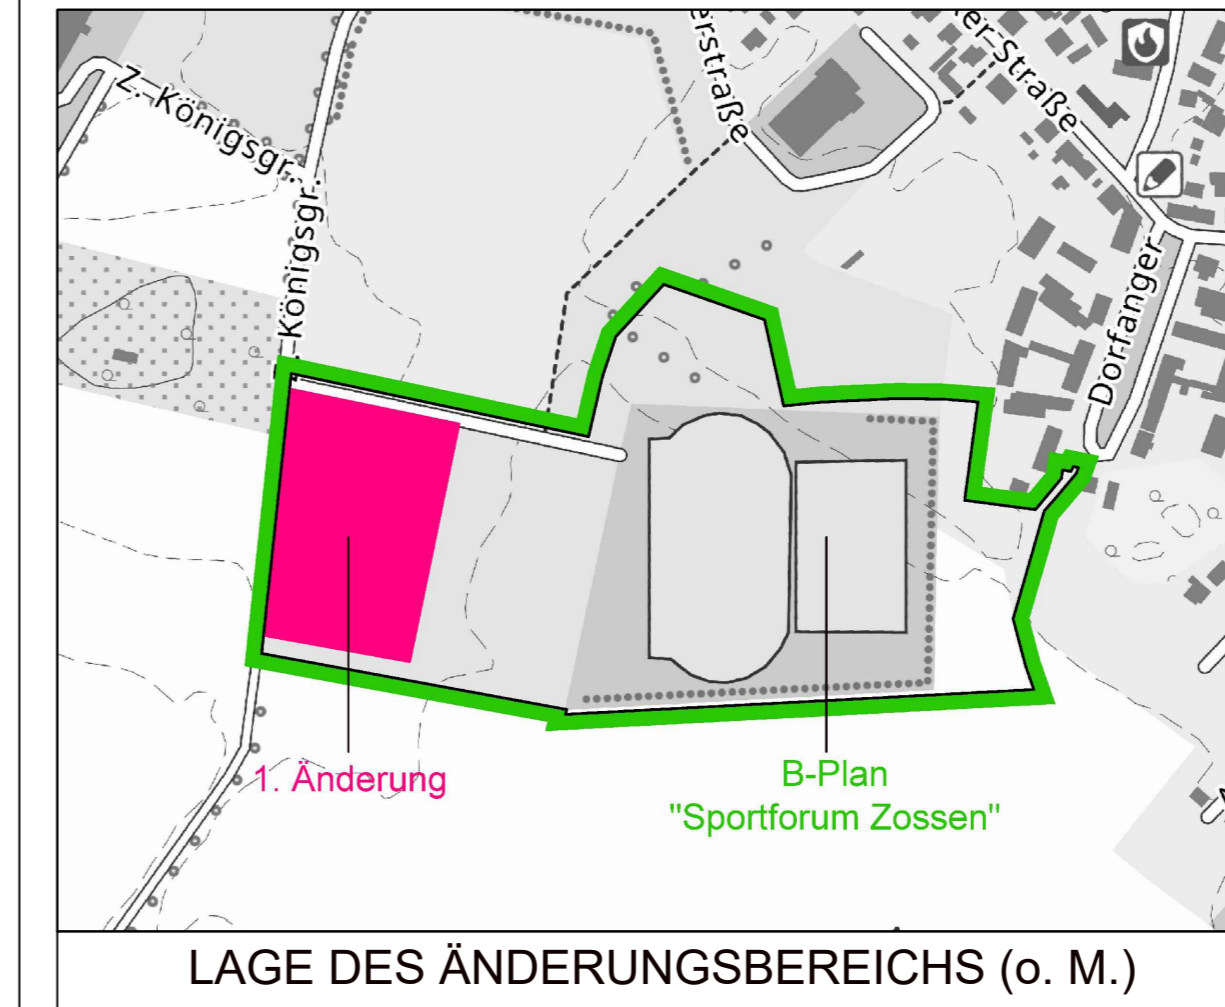 erstraße
er-Straße
Z. Königsgr.
Königsgr.
Dorfanger
1. Änderung
B-Plan
"Sportforum Zossen"
LAGE DES ÄNDERUNGSBEREICHS (o. M.)